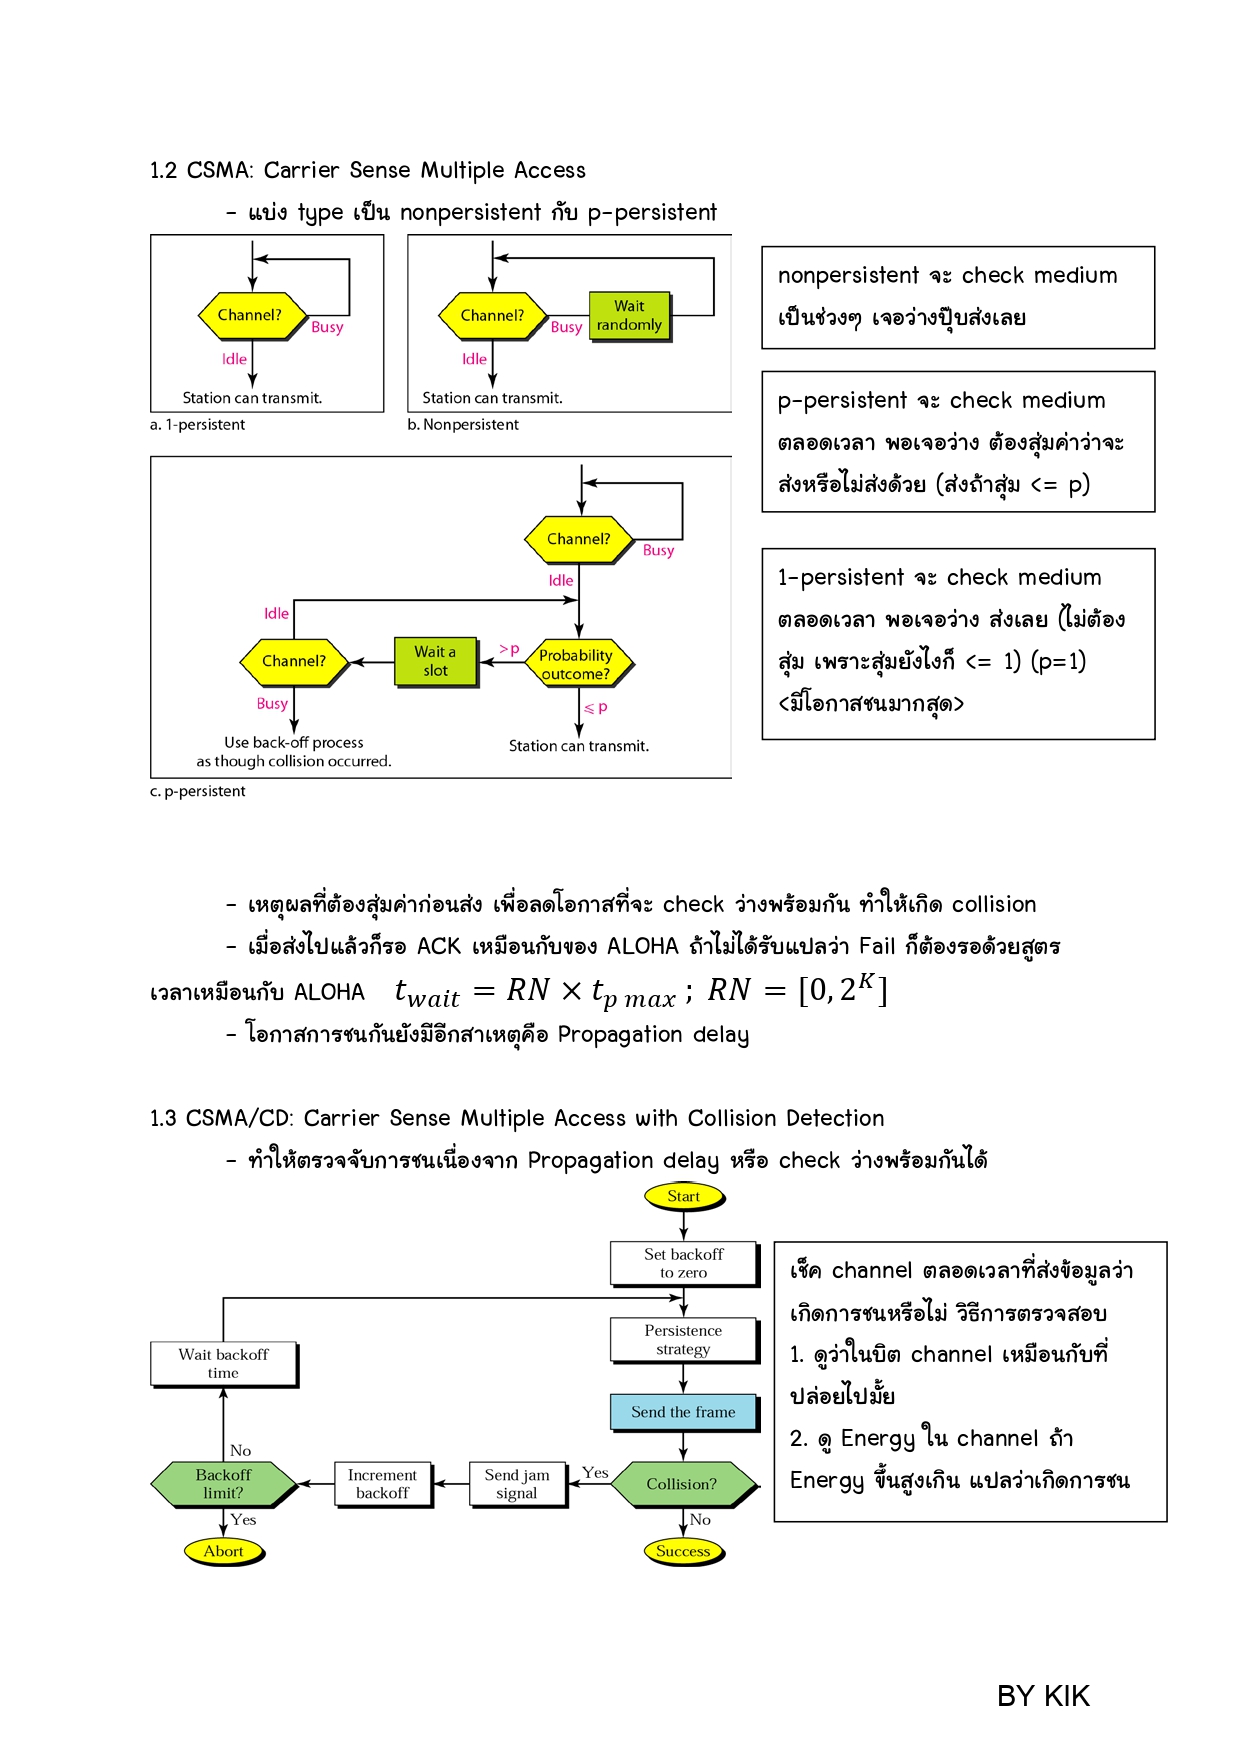 1.2 CSMA: Carrier Sense Multiple Access
- แบ่ง type เป็น nonpersistent กับ p-persistent
Channel?
Busy
Idle
Station can transmit.
a. 1-persistent
Channel?
Busy
Wait
randomly
Idle
Station can transmit.
b. Nonpersistent
nonpersistent จะ check medium
เป็นช่วงๆ เจอว่างปุ๊บส่งเลย
p-persistent จะ check medium
ตลอดเวลา พอเจอว่าง ต้องสุ่มค่าว่าจะ
ส่งหรือไม่ส่งด้วย (ส่งถ้าสุ่ม <= p)
1-persistent จะ check medium
ตลอดเวลา พอเจอว่าง ส่งเลย (ไม่ต้อง
สุ่ม เพราะสุ่มยังไงก็ <= 1) (p=1)
<มีโอกาสชนมากสุด>
Channel?
Busy
Idle
Idle
Channel?
Wait a
slot
>p
Probability
outcome?
Busy
⩽ p
Use back-off process
as though collision occurred.
Station can transmit.
c. p-persistent
- เหตุผลที่ต้องสุ่มค่าก่อนส่ง เพื่อลดโอกาสที่จะ check ว่างพร้อมกัน ทำให้เกิด collision
- เมื่อส่งไปแล้วก็รอ ACK เหมือนกับของ ALOHA ถ้าไม่ได้รับแปลว่า Fail ก็ต้องรอด้วยสูตร
เวลาเหมือนกับ ALOHA t_wait = RN × t_p max ; RN = [0, 2^K]
- โอกาสการชนกันยังมีอีกสาเหตุคือ Propagation delay
1.3 CSMA/CD: Carrier Sense Multiple Access with Collision Detection
- ทำให้ตรวจจับการชนเนื่องจาก Propagation delay หรือ check ว่างพร้อมกันได้
Start
Set backoff
to zero
Persistence
strategy
Send the frame
Collision?
Yes
No
Success
Send jam
signal
Increment
backoff
Backoff
limit?
No
Yes
Wait backoff
time
Abort
เช็ค channel ตลอดเวลาที่ส่งข้อมูลว่า
เกิดการชนหรือไม่ วิธีการตรวจสอบ
1. ดูว่าในบิต channel เหมือนกับที่
ปล่อยไปมั้ย
2. ดู Energy ใน channel ถ้า
Energy ขึ้นสูงเกิน แปลว่าเกิดการชน
BY KIK